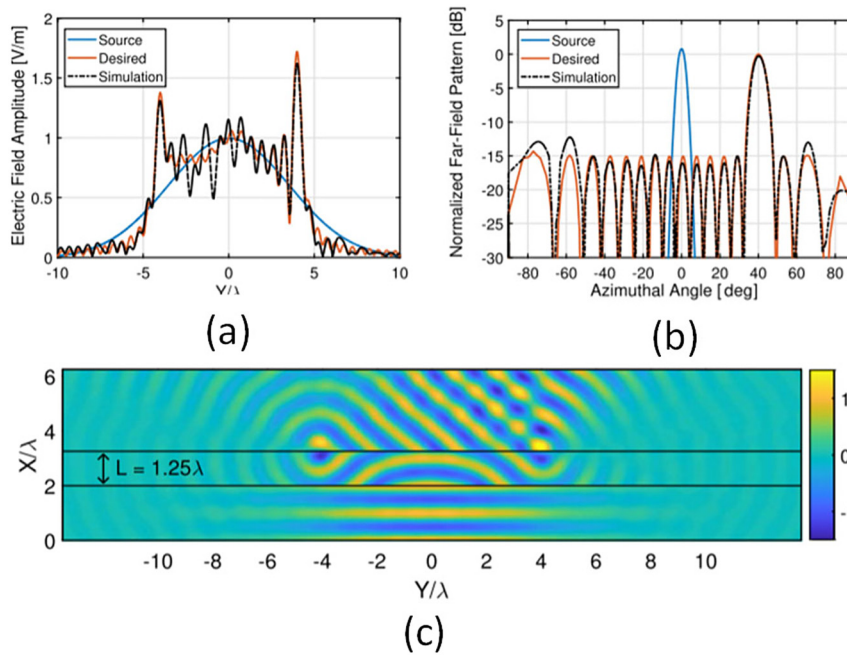 Electric Field Amplitude [V/m]
2
1.5
1
0.5
0
-10
-5
0
5
10
Y/λ
Source
Desired
Simulation
(a)
Normalized Far-Field Pattern [dB]
5
0
-5
-10
-15
-20
-25
-30
-80
-60
-40
-20
0
20
40
60
80
Azimuthal Angle [deg]
Source
Desired
Simulation
(b)
X/λ
6
4
2
0
L = 1.25λ
-10
-8
-6
-4
-2
0
2
4
6
8
10
Y/λ
1
0
-
(c)